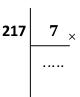 217 7 ×
.....